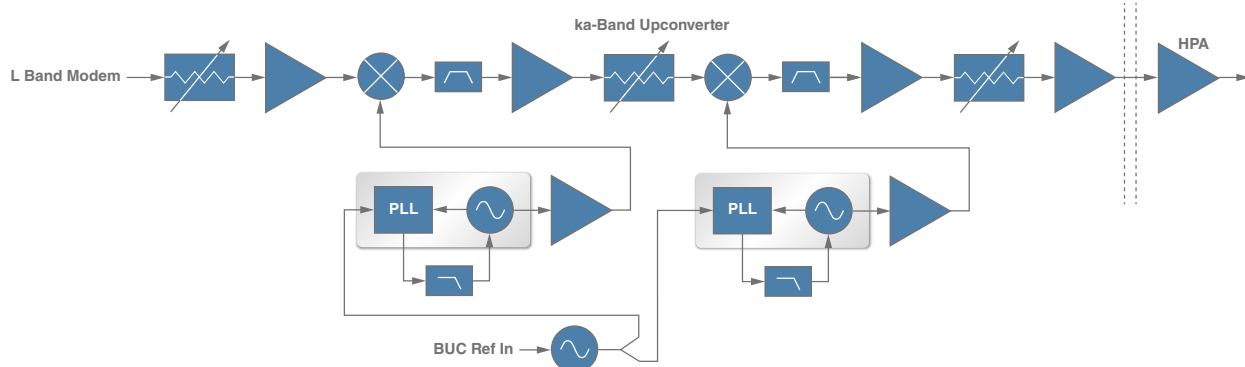 ka-Band Upconverter
HPA
L Band Modem
PLL
PLL
BUC Ref In